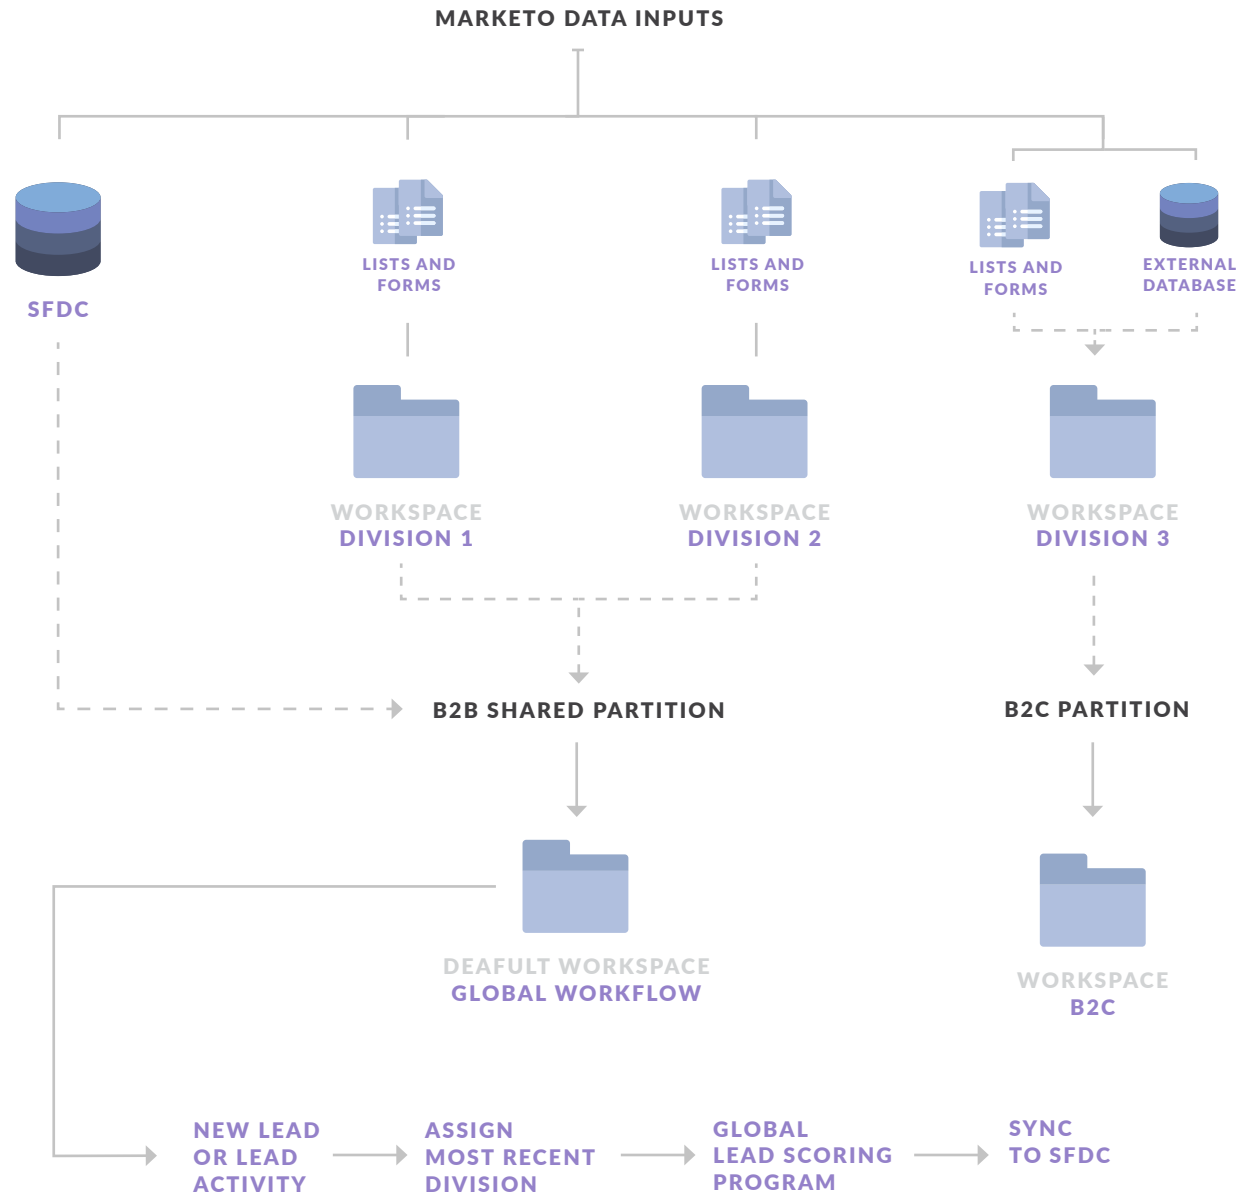 MARKETO DATA INPUTS
SFDC
LISTS AND
FORMS
LISTS AND
FORMS
LISTS AND
FORMS
EXTERNAL
DATABASE
WORKSPACE
DIVISION 1
WORKSPACE
DIVISION 2
WORKSPACE
DIVISION 3
B2B SHARED PARTITION
B2C PARTITION
DEAFULT WORKSPACE
GLOBAL WORKFLOW
WORKSPACE
B2C
NEW LEAD
OR LEAD
ACTIVITY
ASSIGN
MOST RECENT
DIVISION
GLOBAL
LEAD SCORING
PROGRAM
SYNC
TO SFDC